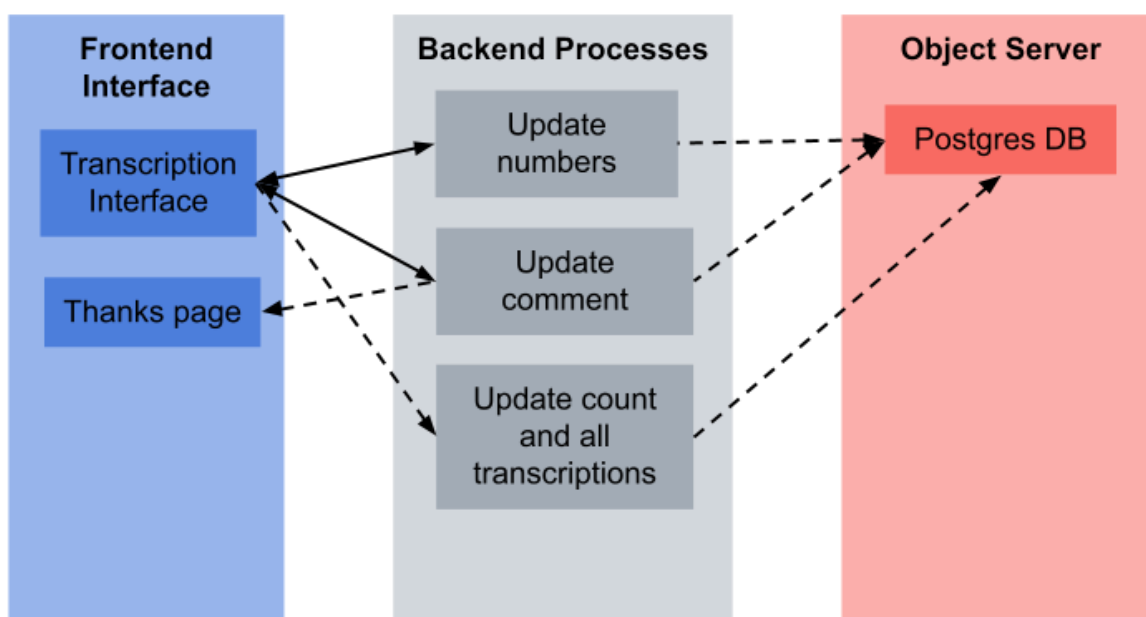 Frontend
Interface
Transcription
Interface
Thanks page
Backend Processes
Update
numbers
Update
comment
Update count
and all
transcriptions
Object Server
Postgres DB